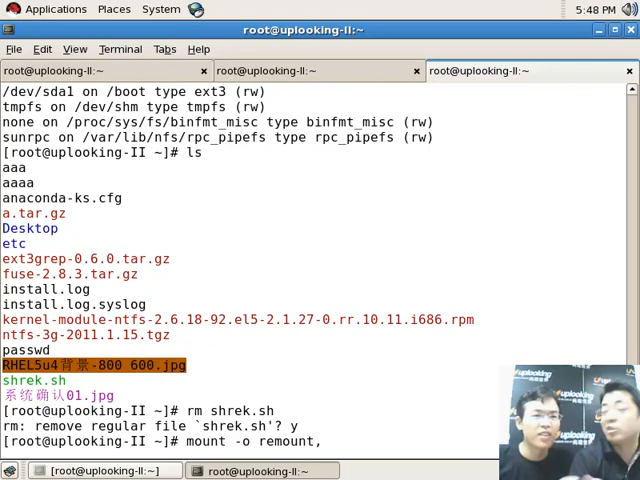 Applications Places System 5:48 PM
root@uplooking-II:~
File Edit View Terminal Tabs Help
root@uplooking-II:~ root@uplooking-II:~ root@uplooking-II:~
/dev/sda1 on /boot type ext3 (rw)
tmpfs on /dev/shm type tmpfs (rw)
none on /proc/sys/fs/binfmt_misc type binfmt_misc (rw)
sunrpc on /var/lib/nfs/rpc_pipefs type rpc_pipefs (rw)
[root@uplooking-II ~]# ls
aaa
aaaa
anaconda-ks.cfg
a.tar.gz
Desktop
etc
ext3grep-0.6.0.tar.gz
fuse-2.8.3.tar.gz
install.log
install.log.syslog
kernel-module-ntfs-2.6.18-92.el5-2.1.27-0.rr.10.11.i686.rpm
ntfs-3g-2011.1.15.tgz
passwd
RHEL5u4背景-800 600.jpg
shrek.sh
系统确认01.jpg
[root@uplooking-II ~]# rm shrek.sh
rm: remove regular file `shrek.sh'? y
[root@uplooking-II ~]# mount -o remount,
[root@uplooking-II:~] root@uplooking-II:~
uplooking